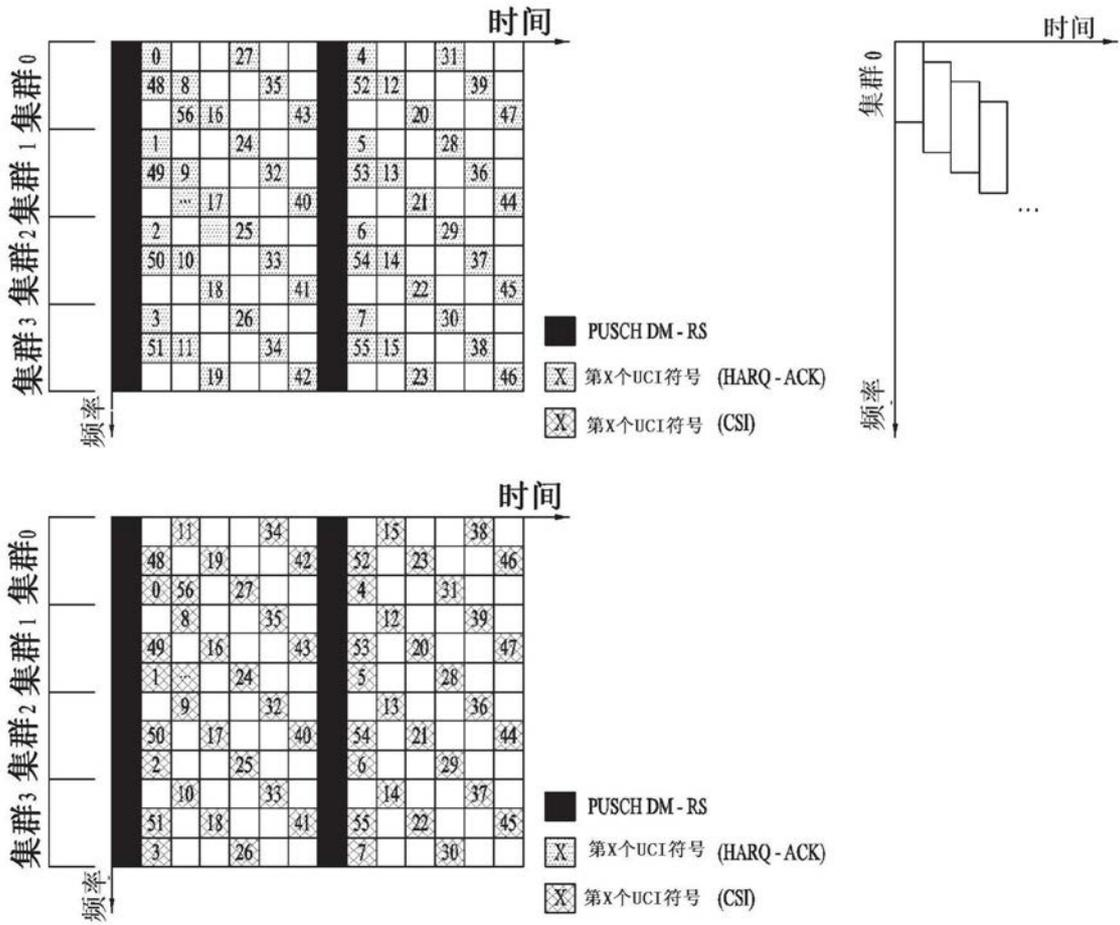 时间
集群 0
集群 1
集群 2
集群 3
0 27 4 31
48 8 35 52 12 39
56 16 43 20 47
1 24 5 28
49 9 32 53 13 36
... 17 40 21 44
2 25 6 29
50 10 33 54 14 37
18 41 22 45
3 26 7 30
51 11 34 55 15 38
19 42 23 46
频率
PUSCH DM - RS
X 第X个UCI符号 (HARQ - ACK)
X 第X个UCI符号 (CSI)
时间
集群 0
...
频率
时间
集群0
集群 1
集群 2
集群 3
11 34 15 38
48 19 42 52 23 46
0 56 27 4 31
8 35 12 39
49 16 43 53 20 47
1 ... 24 5 28
9 32 13 36
50 17 40 54 21 44
2 25 6 29
10 33 14 37
51 18 41 55 22 45
3 26 7 30
频率
PUSCH DM - RS
X 第X个UCI符号 (HARQ - ACK)
X 第X个UCI符号 (CSI)